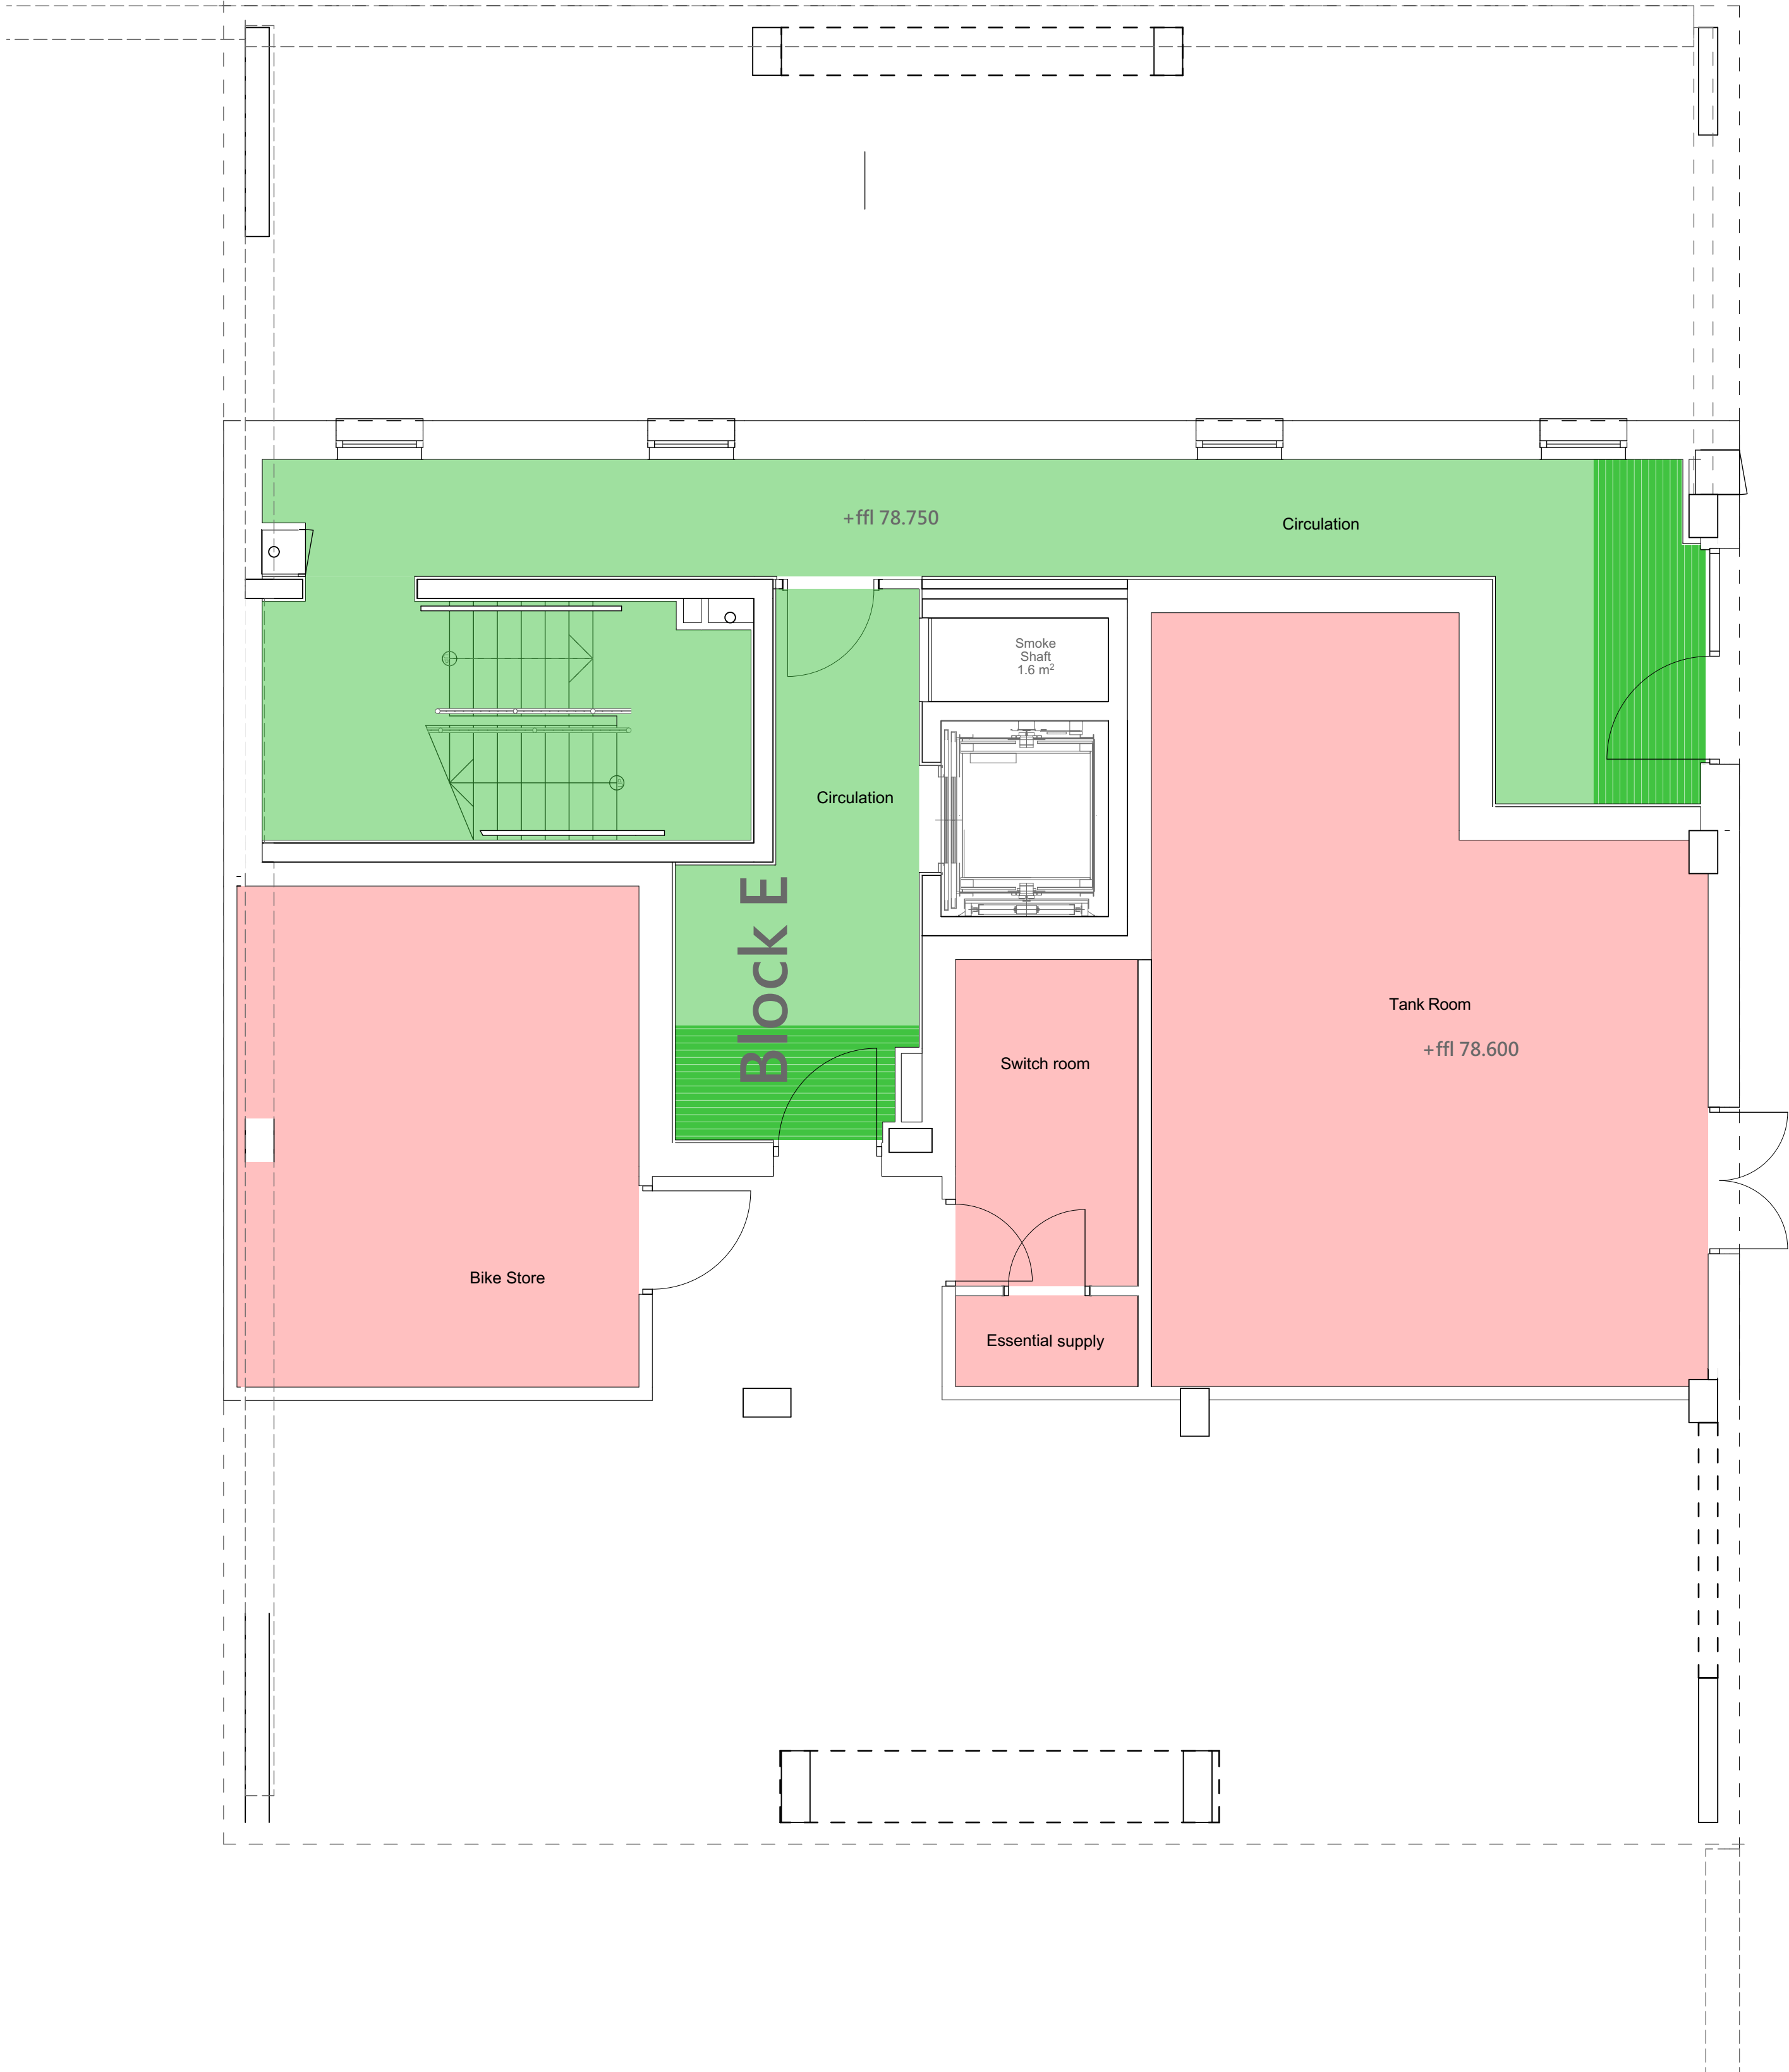 +ffl 78.750
Circulation
Smoke
Shaft
1.6 m²
Circulation
Block E
Tank Room
+ffl 78.600
Switch room
Bike Store
Essential supply